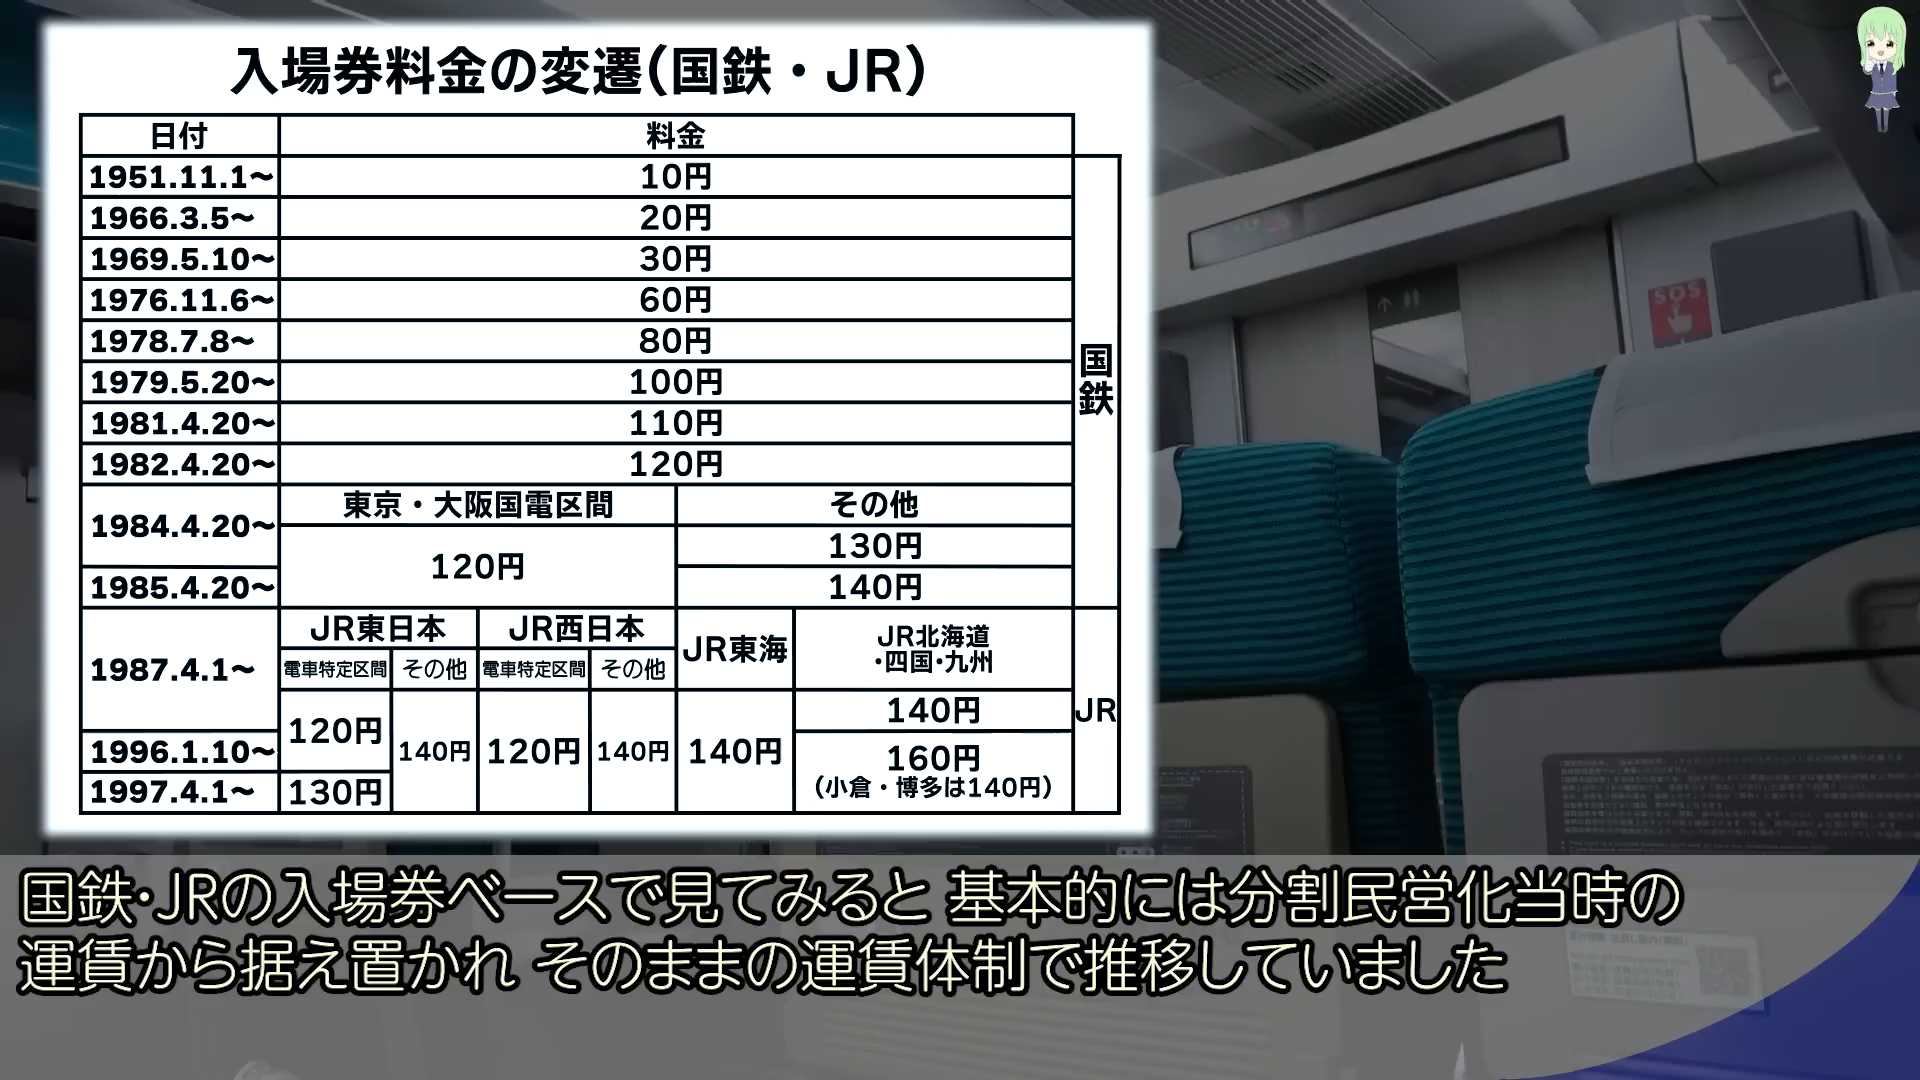 入場券料金の変遷(国鉄・JR)
日付 料金
1951.11.1~ 10円
1966.3.5~ 20円
1969.5.10~ 30円
1976.11.6~ 60円
1978.7.8~ 80円
1979.5.20~ 100円
1981.4.20~ 110円
1982.4.20~ 120円
国鉄
1984.4.20~ 東京・大阪国電区間 その他
120円 130円
1985.4.20~ 140円
1987.4.1~ JR東日本 JR西日本 JR東海 JR北海道
・四国・九州
電車特定区間 その他 電車特定区間 その他
120円 140円 120円 140円 140円 140円
JR
1996.1.10~ 160円
(小倉・博多は140円)
1997.4.1~ 130円
SOS
国鉄・JRの入場券ベースで見てみると 基本的には分割民営化当時の
運賃から据え置かれ そのままの運賃体制で推移していました